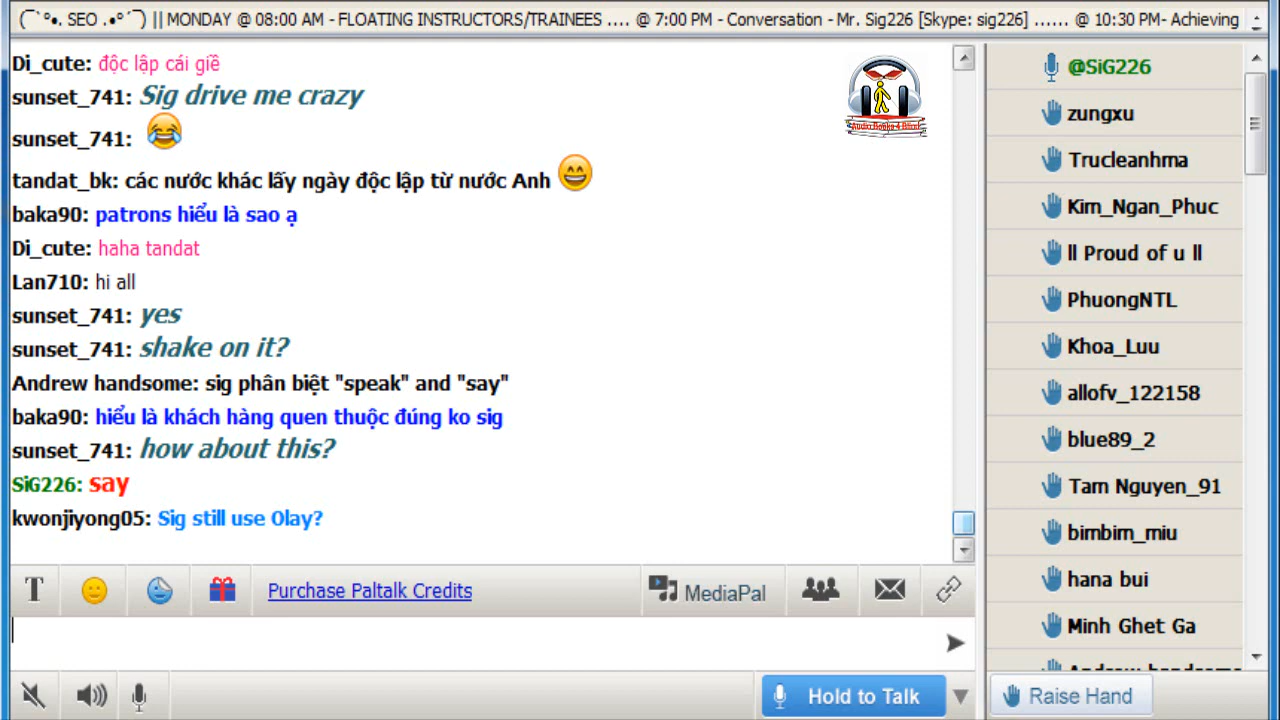 (¯`°•. SEO .•°´¯) || MONDAY @ 08:00 AM - FLOATING INSTRUCTORS/TRAINEES .... @ 7:00 PM - Conversation - Mr. Sig226 [Skype: sig226] ...... @ 10:30 PM- Achieving
Di_cute: độc lập cái giề
sunset_741: Sig drive me crazy
sunset_741: 😂
tandat_bk: các nước khác lấy ngày độc lập từ nước Anh 😄
baka90: patrons hiểu là sao ạ
Di_cute: haha tandat
Lan710: hi all
sunset_741: yes
sunset_741: shake on it?
Andrew handsome: sig phân biệt "speak" and "say"
baka90: hiểu là khách hàng quen thuộc đúng ko sig
sunset_741: how about this?
SiG226: say
kwonjiyong05: Sig still use Olay?
Audio Books 4 Blind
T
Purchase Paltalk Credits
MediaPal
Hold to Talk
@SiG226
zungxu
Trucleanhma
Kim_Ngan_Phuc
ll Proud of u ll
PhuongNTL
Khoa_Luu
allofv_122158
blue89_2
Tam Nguyen_91
bimbim_miu
hana bui
Minh Ghet Ga
Andrew handsome
Raise Hand